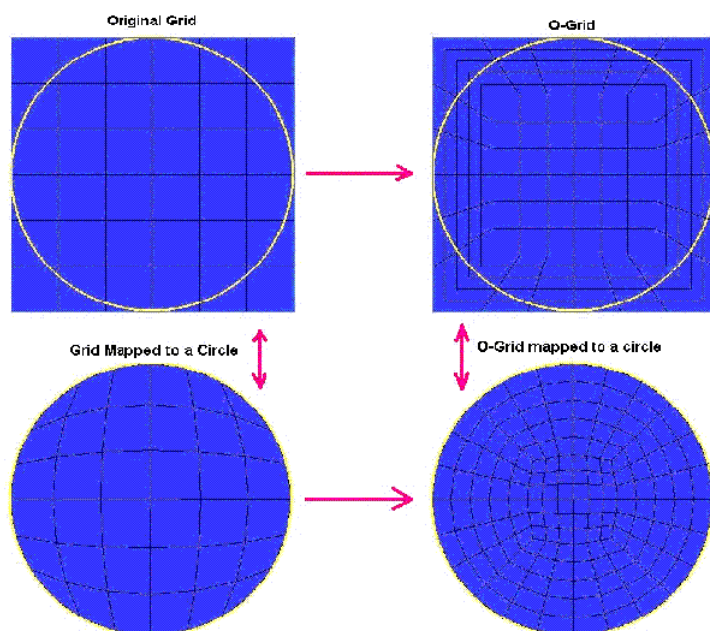 Original Grid
O-Grid
Grid Mapped to a Circle
O-Grid mapped to a circle